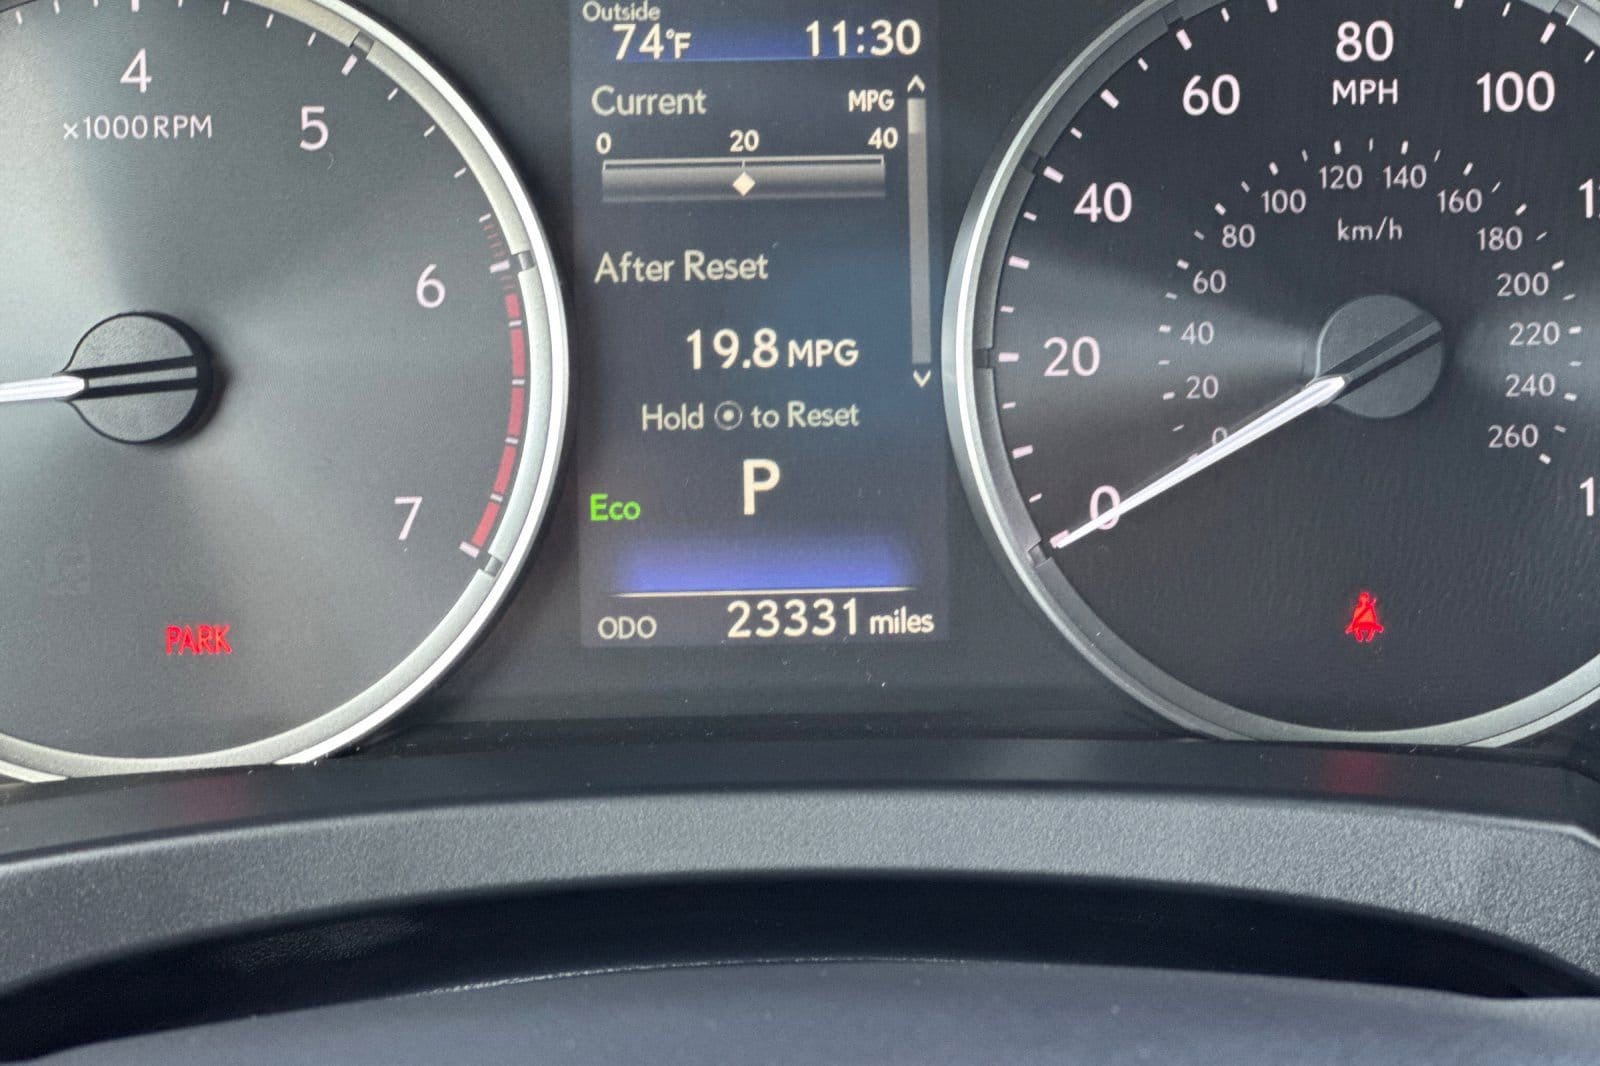 Outside
74°F 11:30
Current MPG
0 20 40
After Reset
19.8 MPG
Hold to Reset
P
Eco
ODO 23331 miles
4
x1000RPM
5
6
7
PARK
0
20
40
60
80
MPH
100
0
20
40
60
80
100
120
140
160
180
200
220
240
260
km/h